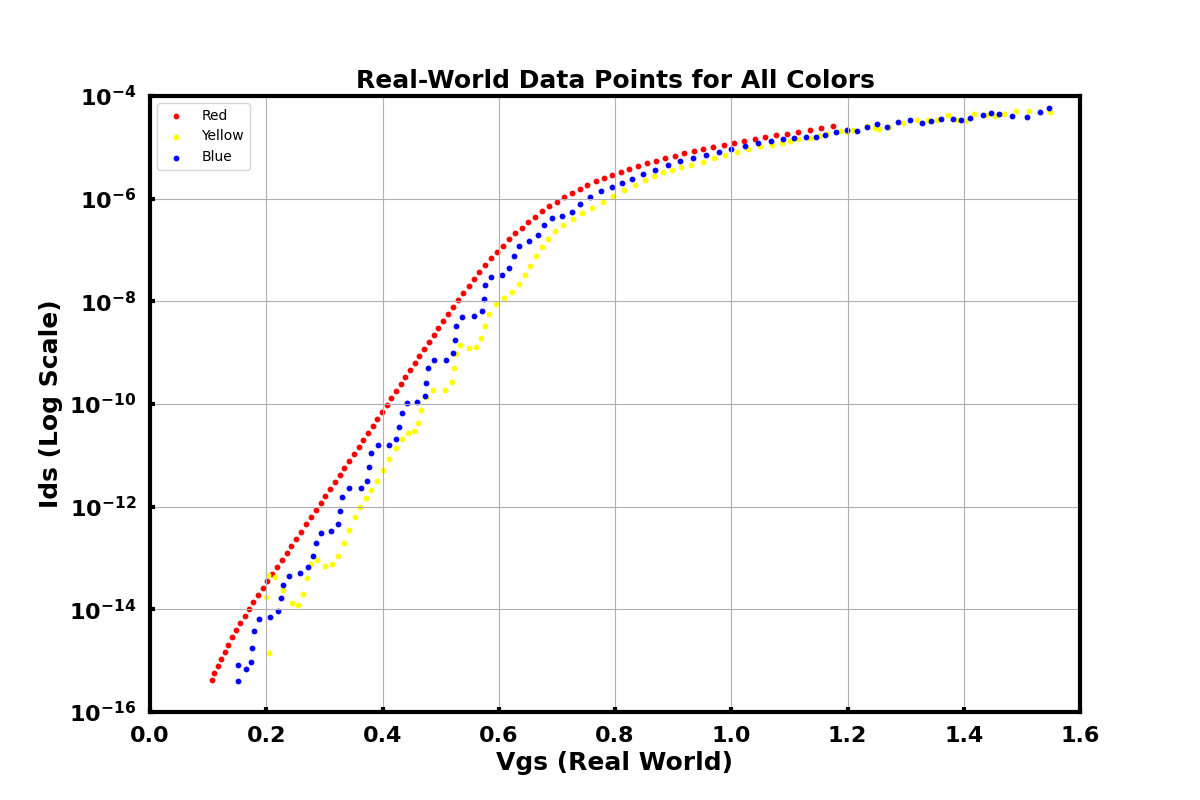 Real-World Data Points for All Colors
Red
Yellow
Blue
10⁻⁴
10⁻⁶
10⁻⁸
10⁻¹⁰
10⁻¹²
10⁻¹⁴
10⁻¹⁶
Ids (Log Scale)
0.0 0.2 0.4 0.6 0.8 1.0 1.2 1.4 1.6
Vgs (Real World)